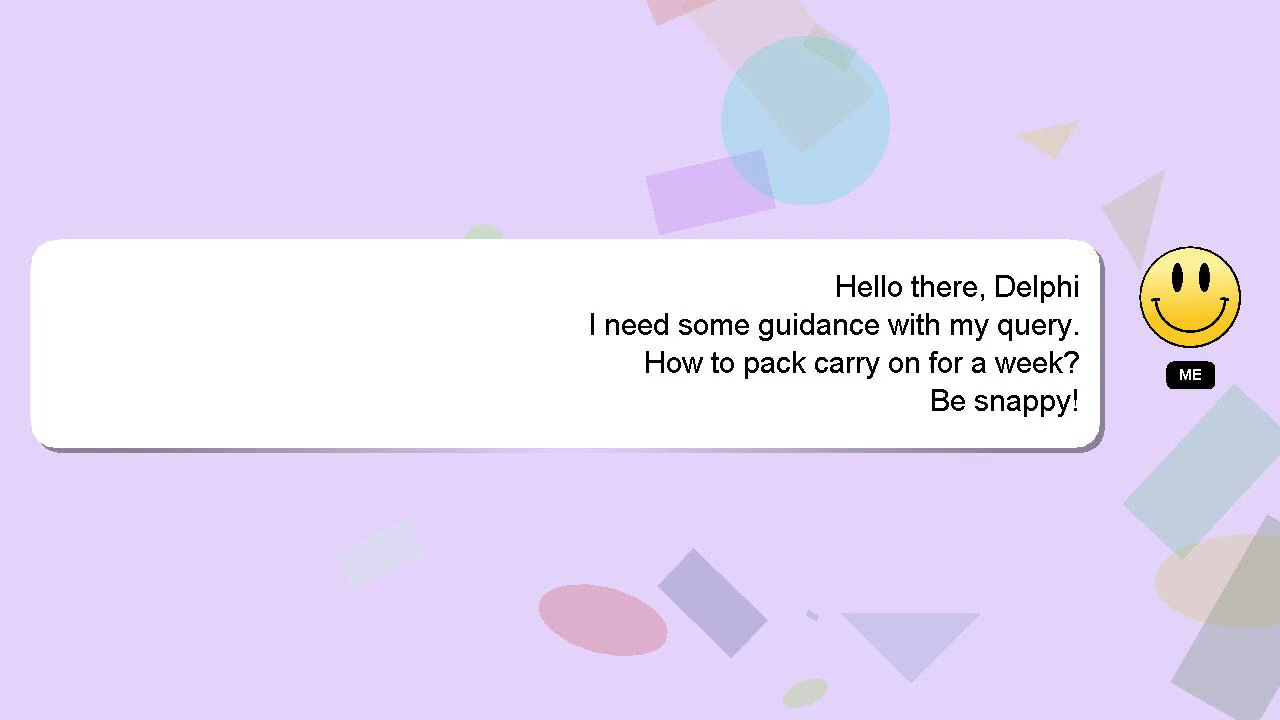 Hello there, Delphi
I need some guidance with my query.
How to pack carry on for a week?
Be snappy!
ME